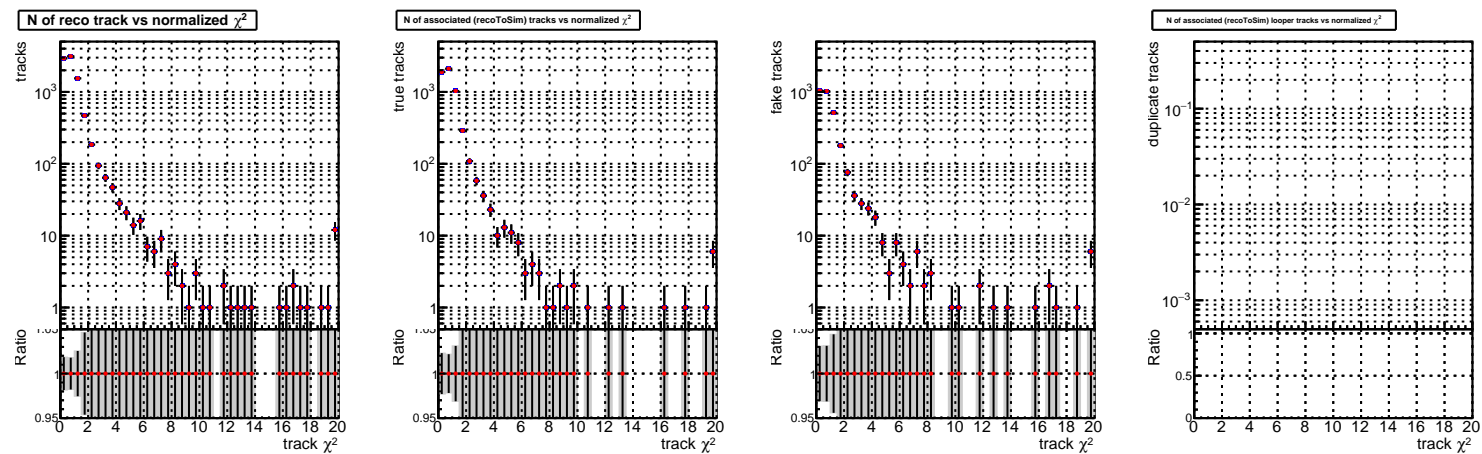 N of reco track vs normalized χ²
N of associated (recoToSim) tracks vs normalized χ²
N of associated (recoToSim) looper tracks vs normalized χ²
tracks
10³
10²
10
1
Ratio
1.05
1
0.95
0 2 4 6 8 10 12 14 16 18 20
track χ²
true tracks
10³
10²
10
1
Ratio
1.05
1
0.95
0 2 4 6 8 10 12 14 16 18 20
track χ²
fake tracks
10³
10²
10
1
Ratio
1.05
1
0.95
0 2 4 6 8 10 12 14 16 18 20
track χ²
duplicate tracks
10⁻¹
10⁻²
10⁻³
Ratio
1
0.5
0
0 2 4 6 8 10 12 14 16 18 20
track χ²